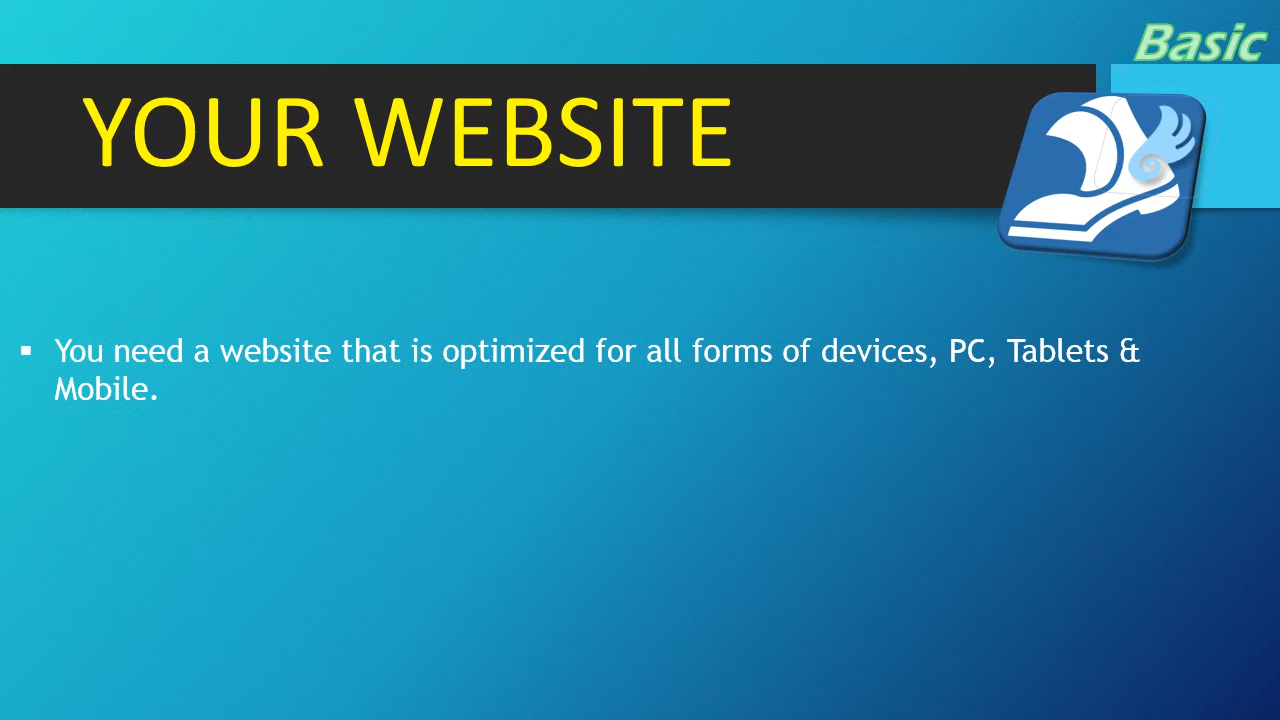 Basic
YOUR WEBSITE
▪ You need a website that is optimized for all forms of devices, PC, Tablets &
Mobile.